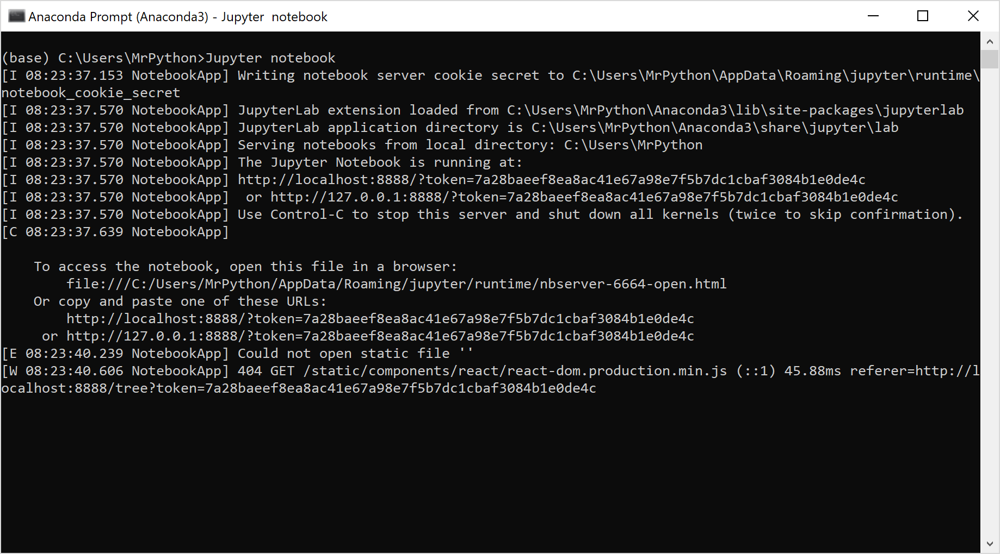 Anaconda Prompt (Anaconda3) - Jupyter  notebook
(base) C:\Users\MrPython>Jupyter notebook
[I 08:23:37.153 NotebookApp] Writing notebook server cookie secret to C:\Users\MrPython\AppData\Roaming\jupyter\runtime\
notebook_cookie_secret
[I 08:23:37.570 NotebookApp] JupyterLab extension loaded from C:\Users\MrPython\Anaconda3\lib\site-packages\jupyterlab
[I 08:23:37.570 NotebookApp] JupyterLab application directory is C:\Users\MrPython\Anaconda3\share\jupyter\lab
[I 08:23:37.570 NotebookApp] Serving notebooks from local directory: C:\Users\MrPython
[I 08:23:37.570 NotebookApp] The Jupyter Notebook is running at:
[I 08:23:37.570 NotebookApp] http://localhost:8888/?token=7a28baeef8ea8ac41e67a98e7f5b7dc1cbaf3084b1e0de4c
[I 08:23:37.570 NotebookApp]  or http://127.0.0.1:8888/?token=7a28baeef8ea8ac41e67a98e7f5b7dc1cbaf3084b1e0de4c
[I 08:23:37.570 NotebookApp] Use Control-C to stop this server and shut down all kernels (twice to skip confirmation).
[C 08:23:37.639 NotebookApp]
    To access the notebook, open this file in a browser:
        file:///C:/Users/MrPython/AppData/Roaming/jupyter/runtime/nbserver-6664-open.html
    Or copy and paste one of these URLs:
        http://localhost:8888/?token=7a28baeef8ea8ac41e67a98e7f5b7dc1cbaf3084b1e0de4c
     or http://127.0.0.1:8888/?token=7a28baeef8ea8ac41e67a98e7f5b7dc1cbaf3084b1e0de4c
[E 08:23:40.239 NotebookApp] Could not open static file ''
[W 08:23:40.606 NotebookApp] 404 GET /static/components/react/react-dom.production.min.js (::1) 45.88ms referer=http://l
ocalhost:8888/tree?token=7a28baeef8ea8ac41e67a98e7f5b7dc1cbaf3084b1e0de4c